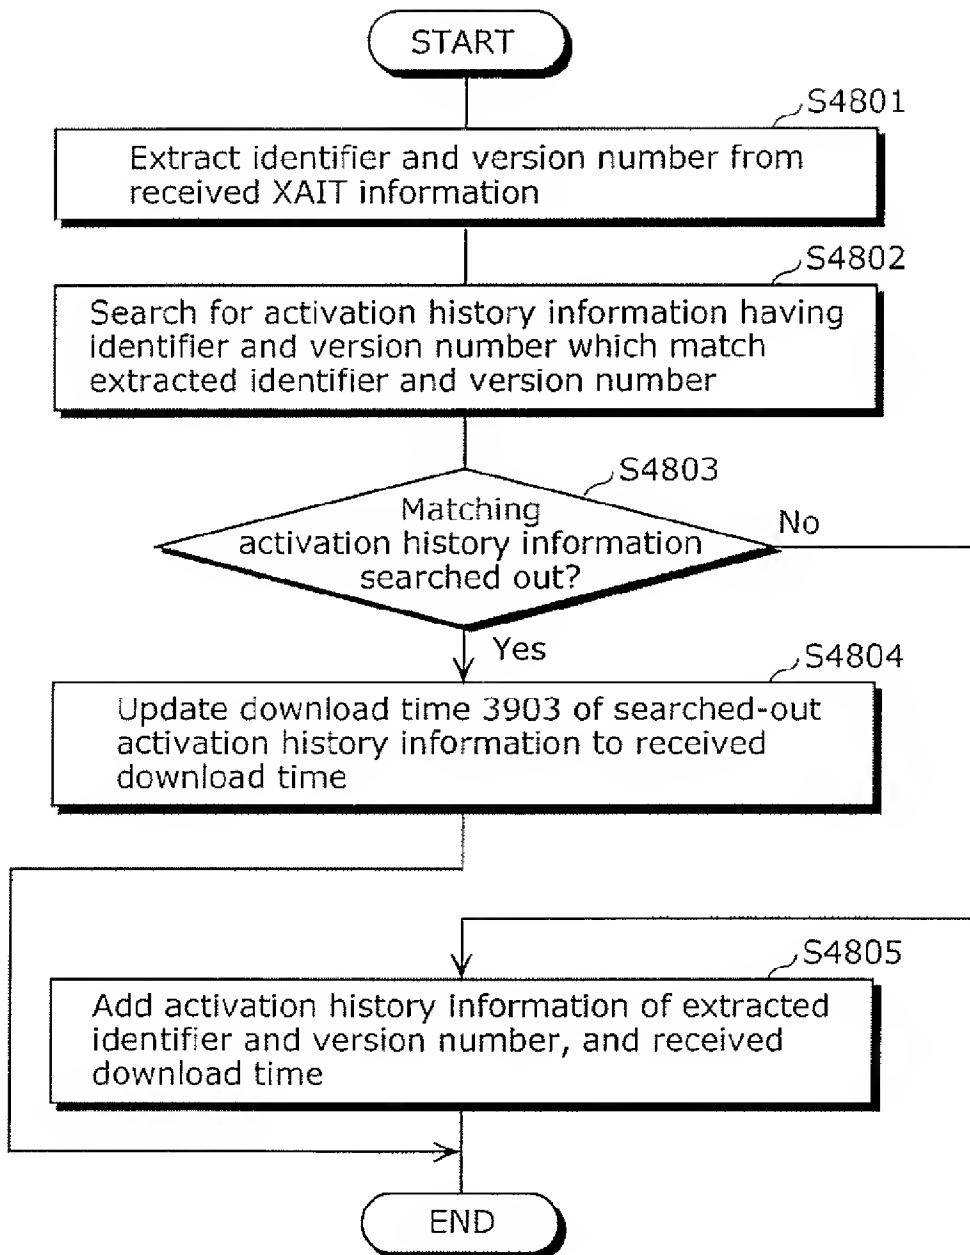 START
S4801
Extract identifier and version number from
received XAIT information
S4802
Search for activation history information having
identifier and version number which match
extracted identifier and version number
S4803
Matching
activation history information
searched out?
No
Yes
S4804
Update download time 3903 of searched-out
activation history information to received
download time
S4805
Add activation history information of extracted
identifier and version number, and received
download time
END